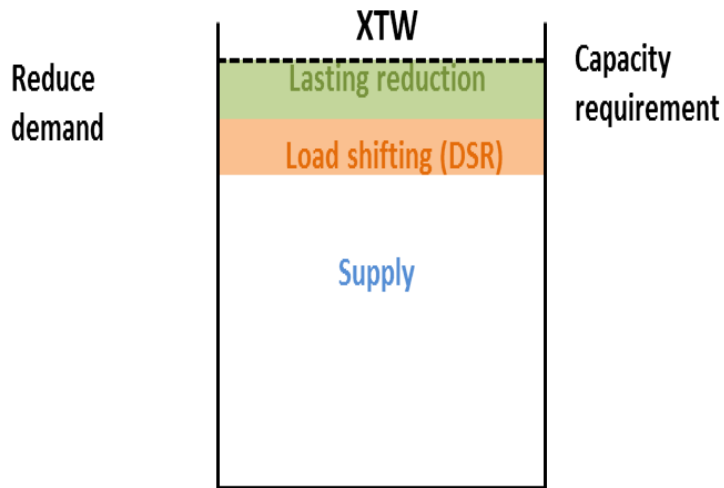 XTW
Reduce
demand
Lasting reduction
Capacity
requirement
Load shifting (DSR)
Supply